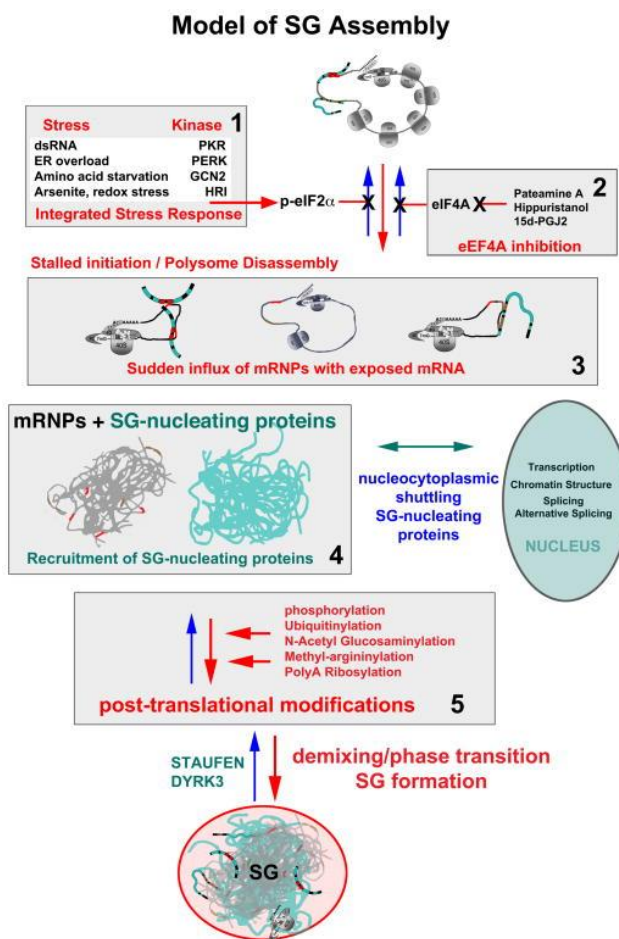 Model of SG Assembly
Stress Kinase 1
dsRNA PKR
ER overload PERK
Amino acid starvation GCN2
Arsenite, redox stress HRI
Integrated Stress Response
p-eIF2α X
X eIF4A X
Pateamine A
Hippuristanol
15d-PGJ2
2
eEF4A inhibition
Stalled initiation / Polysome Disassembly
Sudden influx of mRNPs with exposed mRNA
3
mRNPs + SG-nucleating proteins
Recruitment of SG-nucleating proteins
4
nucleocytoplasmic
shuttling
SG-nucleating
proteins
Transcription
Chromatin Structure
Splicing
Alternative Splicing
NUCLEUS
phosphorylation
Ubiquitinylation
N-Acetyl Glucosaminylation
Methyl-argininylation
PolyA Ribosylation
post-translational modifications
5
STAUFEN
DYRK3
demixing/phase transition
SG formation
SG